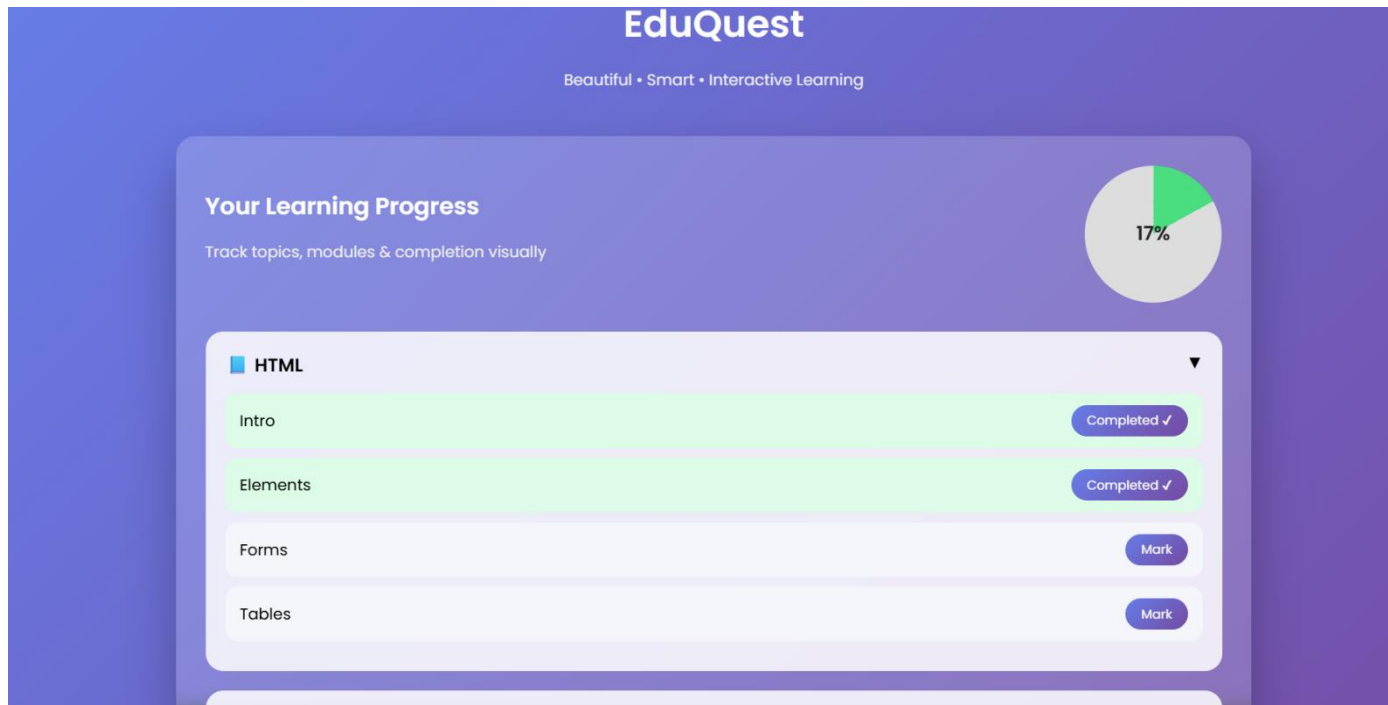 EduQuest
Beautiful • Smart • Interactive Learning
Your Learning Progress
Track topics, modules & completion visually
17%
📘 HTML ▼
Intro Completed ✓
Elements Completed ✓
Forms Mark
Tables Mark